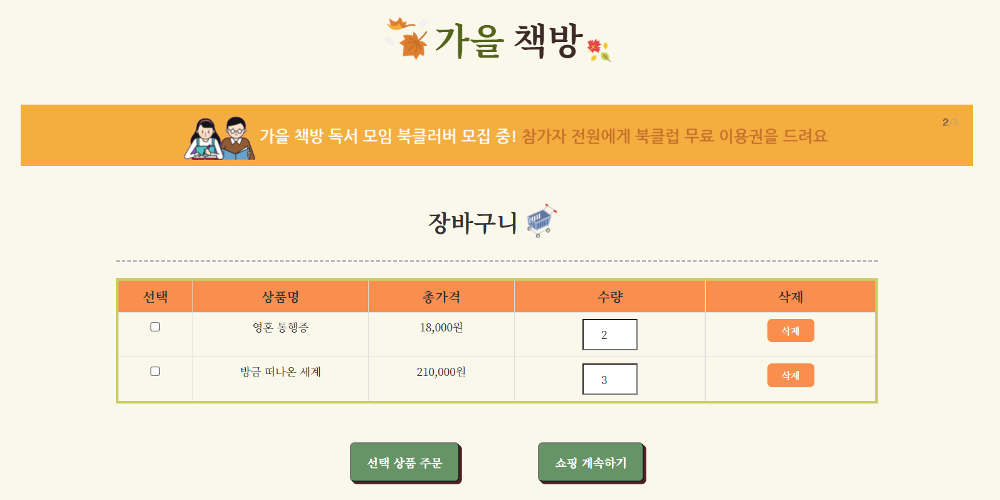 가을 책방
2/3
가을 책방 독서 모임 북클러버 모집 중! 참가자 전원에게 북클럽 무료 이용권을 드려요
장바구니
선택 상품명 총가격 수량 삭제
영혼 통행증 18,000원 2 삭제
방금 떠나온 세계 210,000원 3 삭제
선택 상품 주문 쇼핑 계속하기